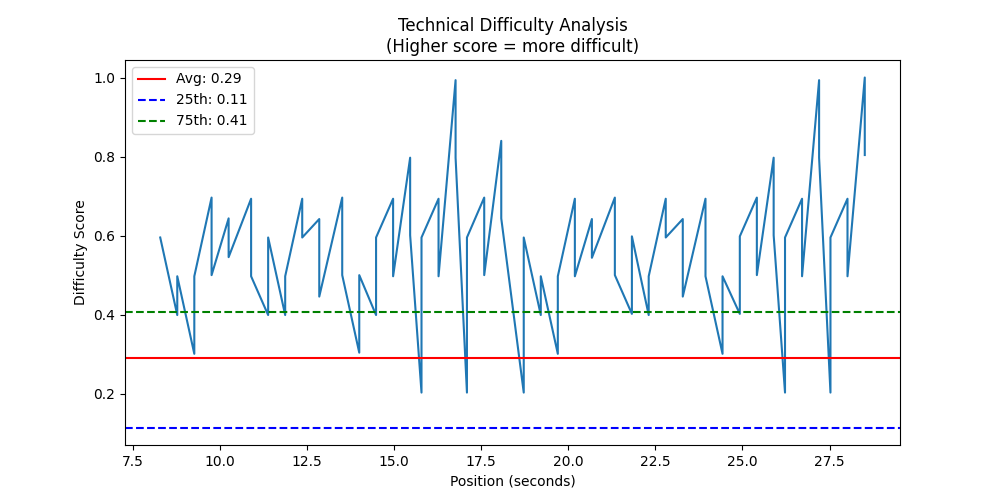 Technical Difficulty Analysis
(Higher score = more difficult)
Avg: 0.29
25th: 0.11
75th: 0.41
Difficulty Score
1.0
0.8
0.6
0.4
0.2
7.5 10.0 12.5 15.0 17.5 20.0 22.5 25.0 27.5
Position (seconds)